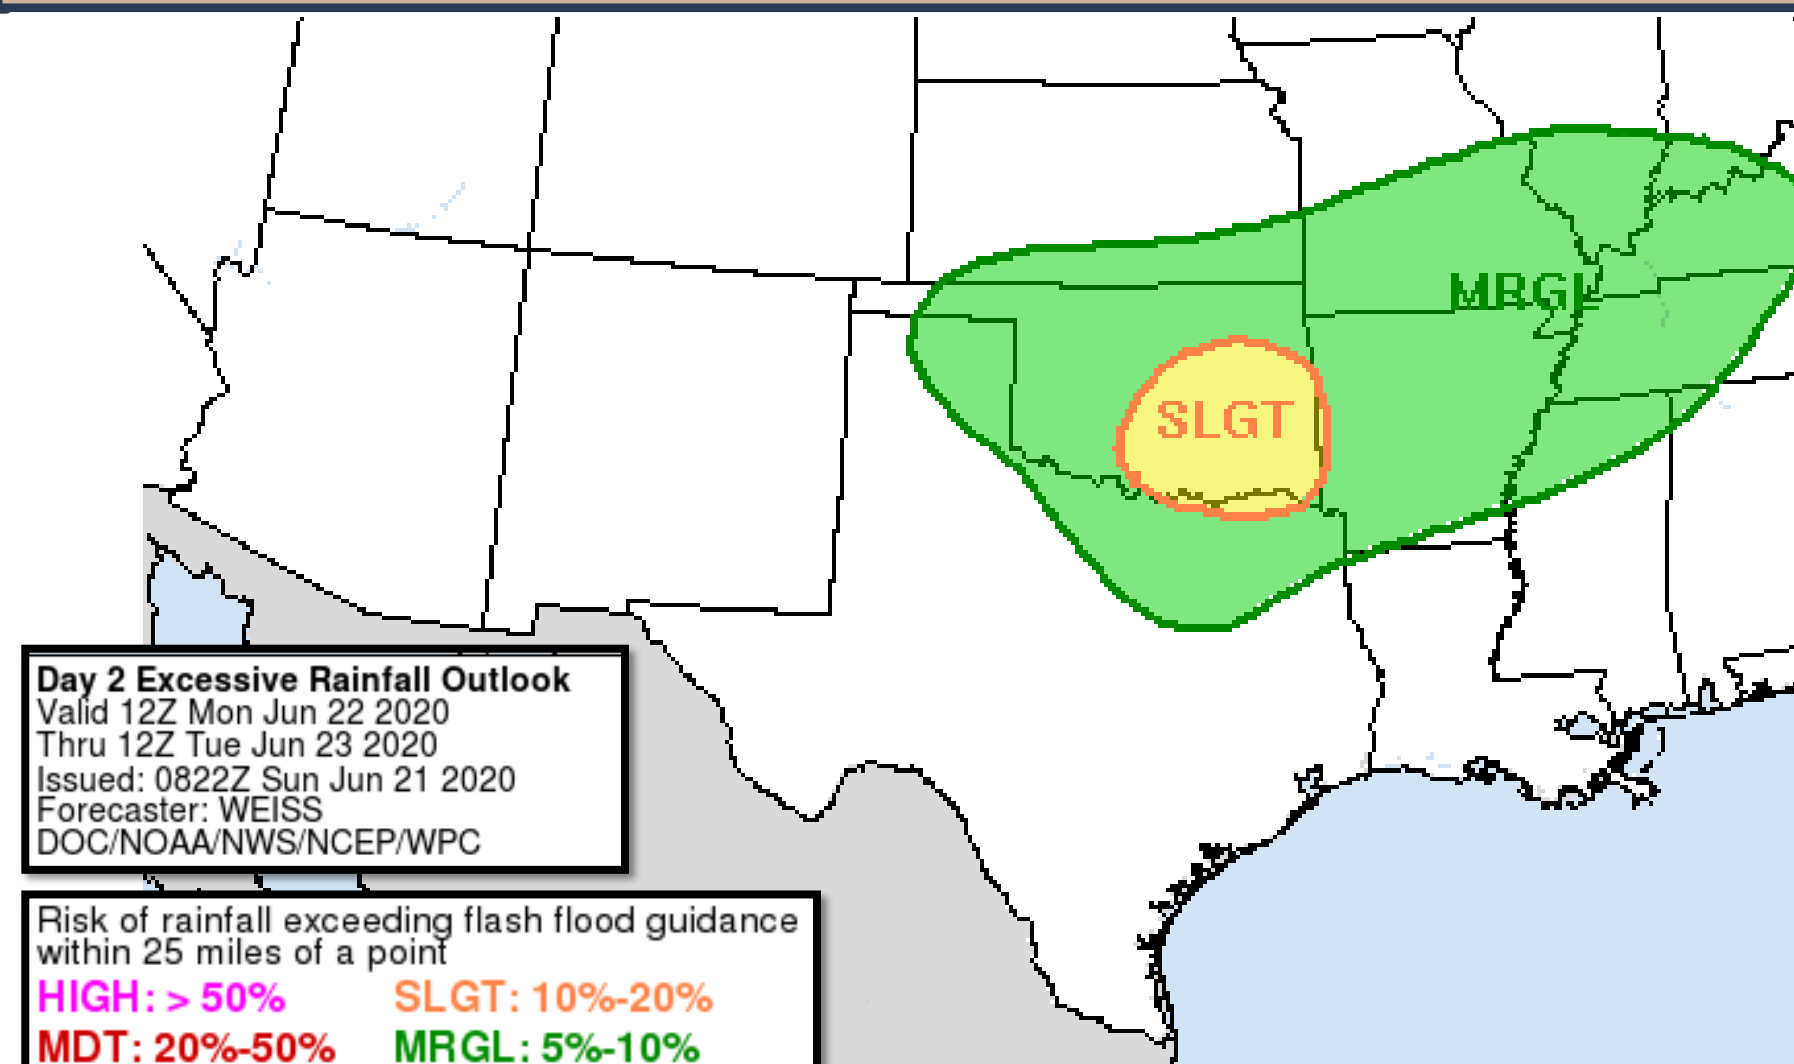 MRGL
SLGT
Day 2 Excessive Rainfall Outlook
Valid 12Z Mon Jun 22 2020
Thru 12Z Tue Jun 23 2020
Issued: 0822Z Sun Jun 21 2020
Forecaster: WEISS
DOC/NOAA/NWS/NCEP/WPC
Risk of rainfall exceeding flash flood guidance
within 25 miles of a point
HIGH: > 50% SLGT: 10%-20%
MDT: 20%-50% MRGL: 5%-10%